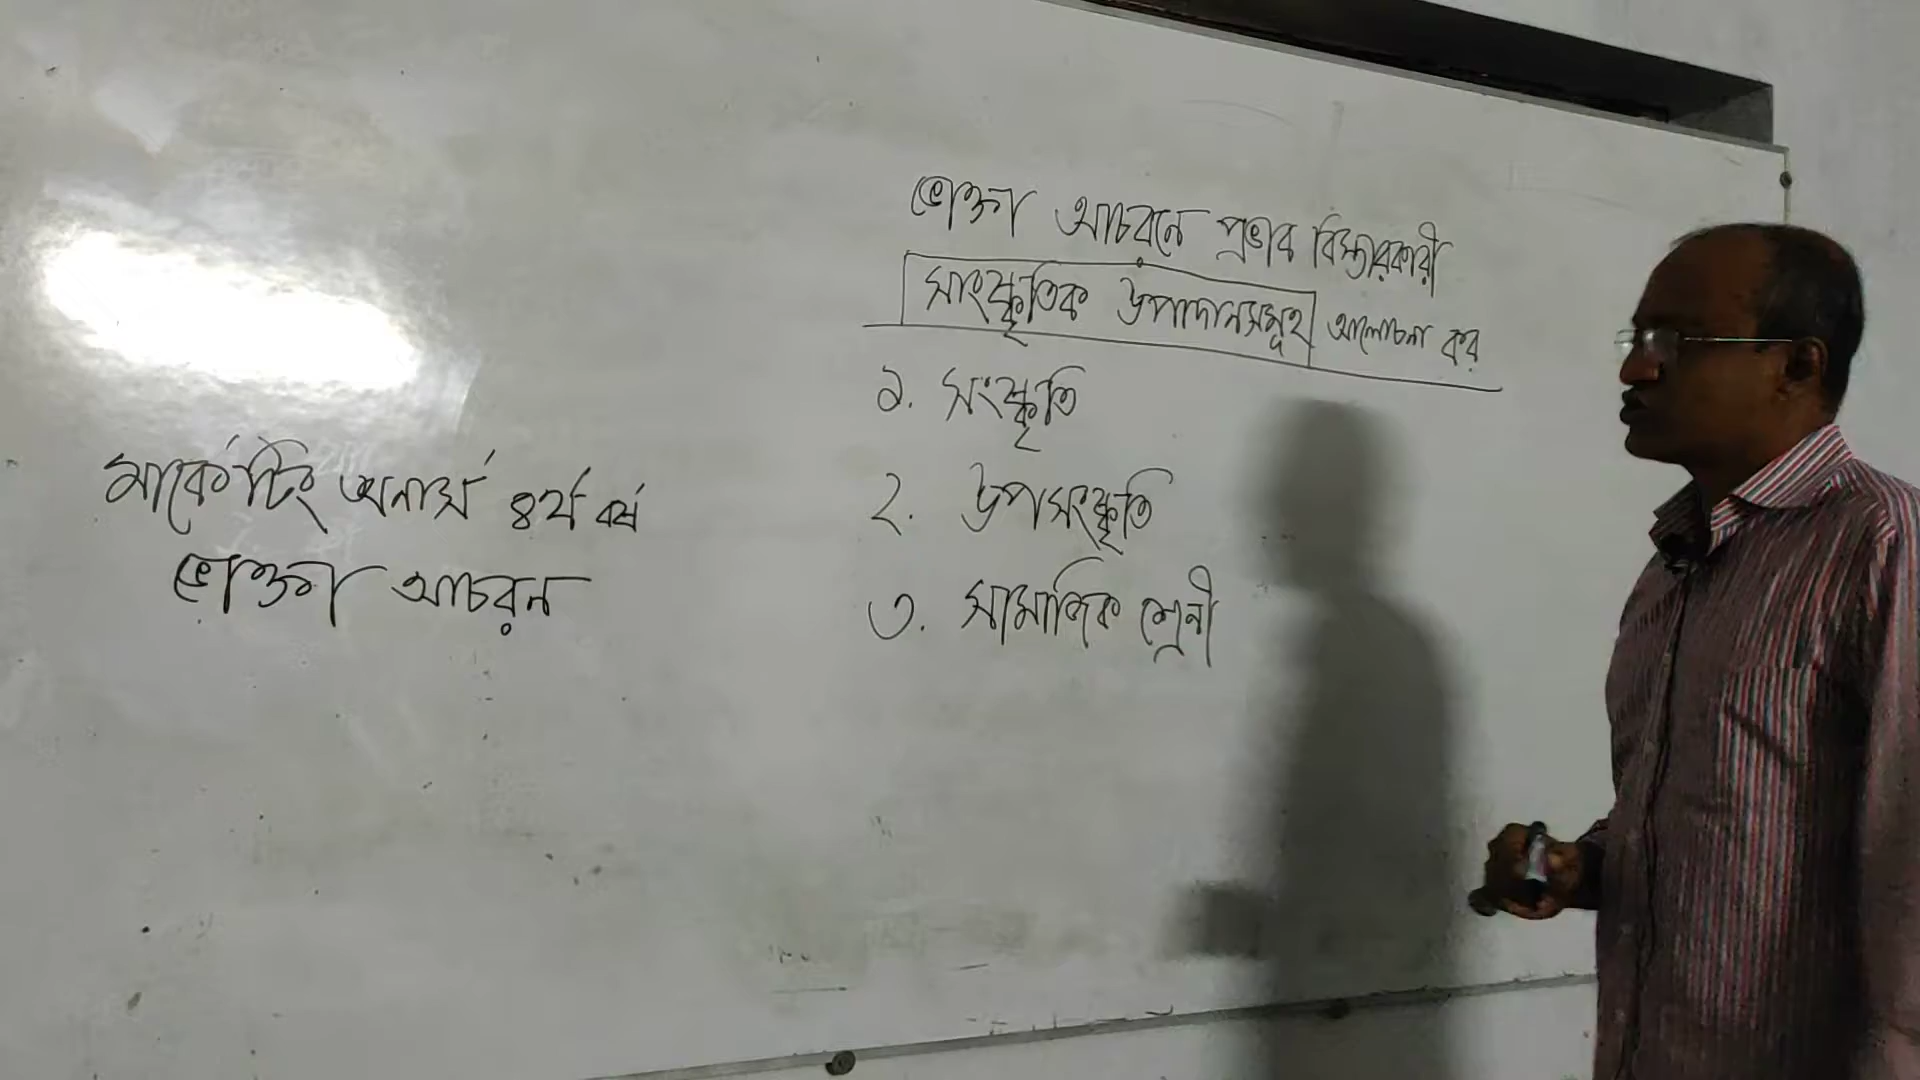 ভোক্তা আচরনে প্রভাব বিস্তারকারী
সাংস্কৃতিক উপাদানসমূহ আলোচনা কর
১. সংস্কৃতি
২. উপসংস্কৃতি
৩. সামাজিক শ্রেনী
মার্কেটিং অনার্স ৪র্থ বর্ষ
ভোক্তা আচরন